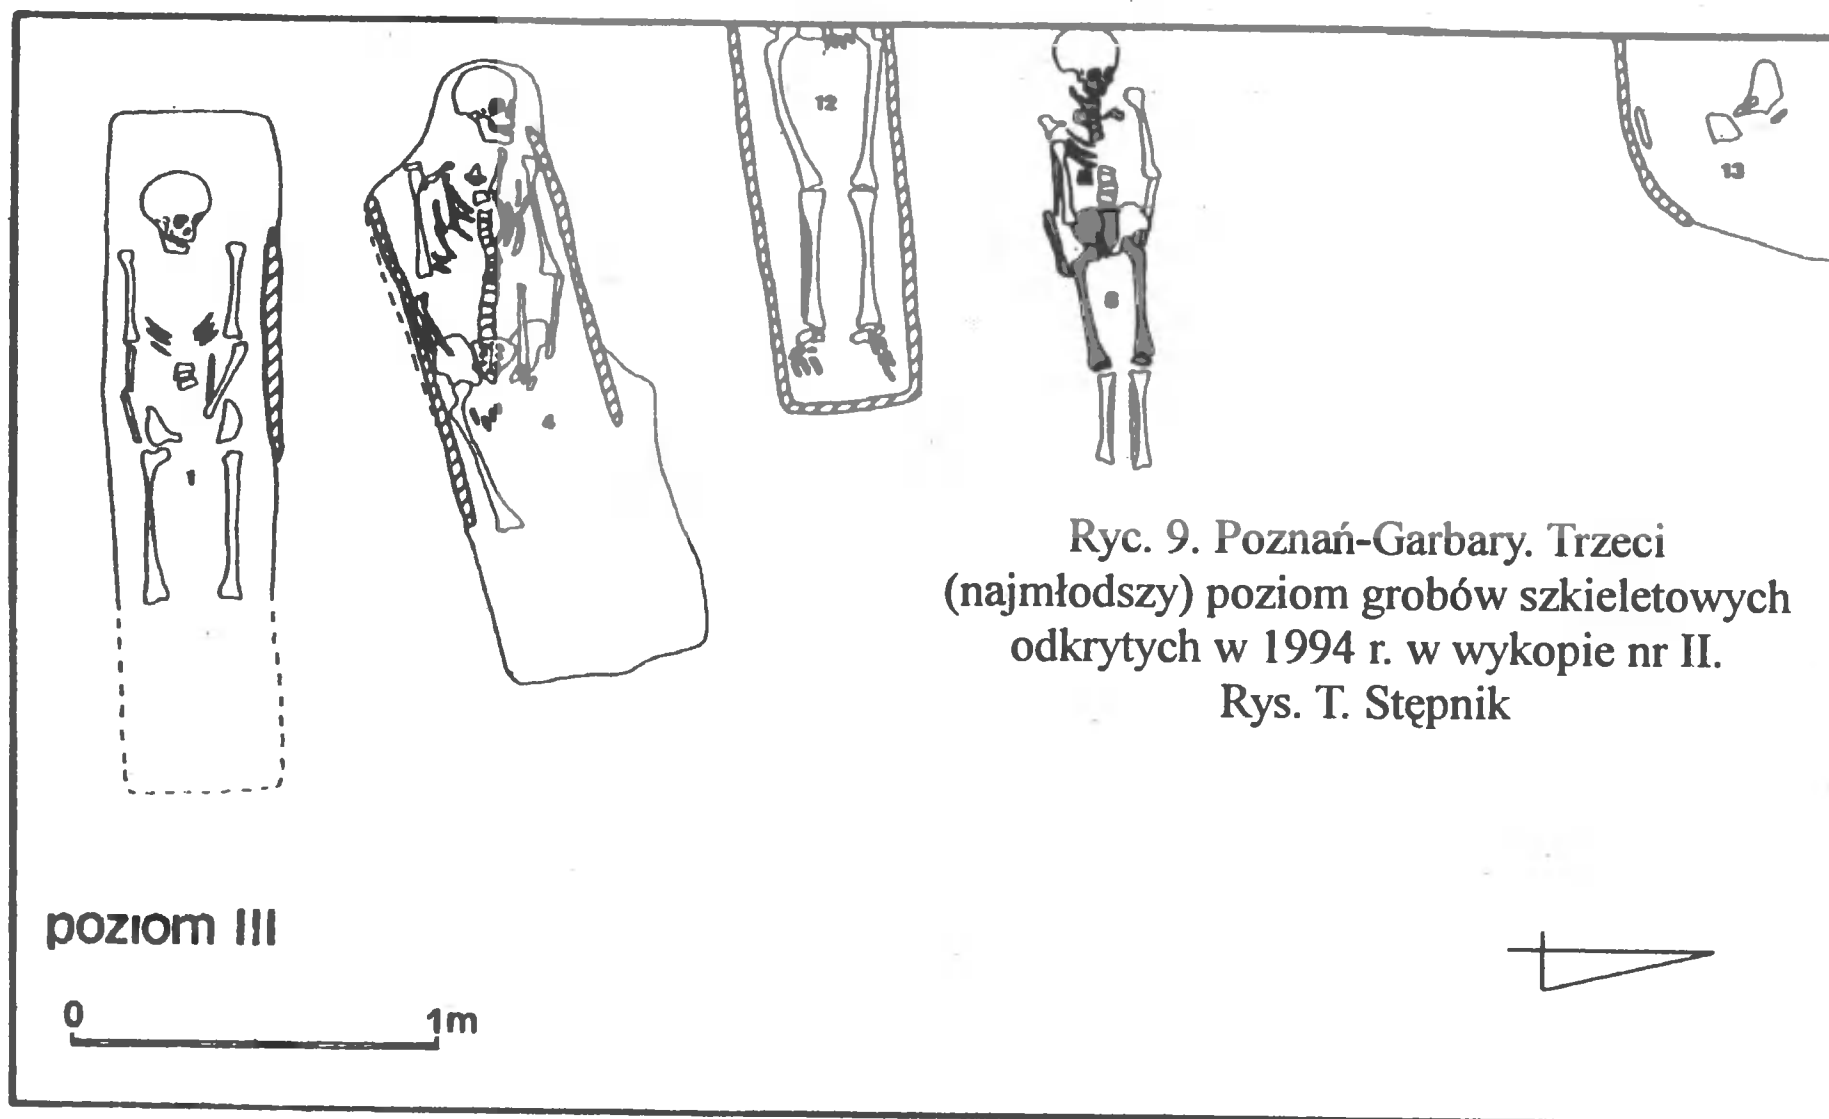 12
13
1
4
Ryc. 9. Poznań-Garbary. Trzeci
(najmłodszy) poziom grobów szkieletowych
odkrytych w 1994 r. w wykopie nr II.
Rys. T. Stępnik
poziom III
0 1m